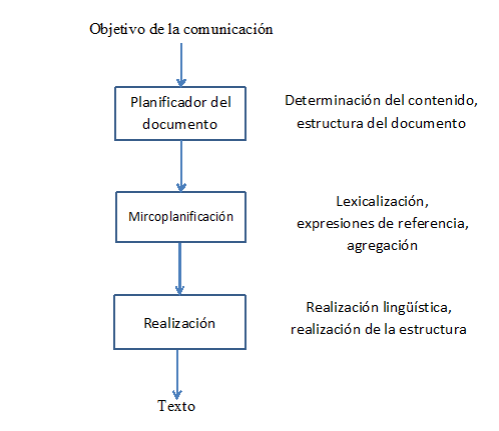 Objetivo de la comunicación
Planificador del
documento
Determinación del contenido,
estructura del documento
Mircoplanificación
Lexicalización,
expresiones de referencia,
agregación
Realización
Realización lingüística,
realización de la estructura
Texto